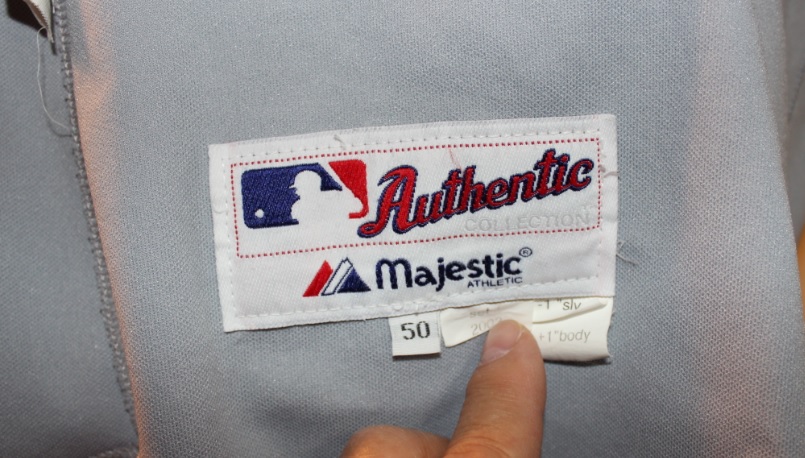 Authentic
COLLECTION
Majestic®
ATHLETIC
50
-1"slv
+1"body